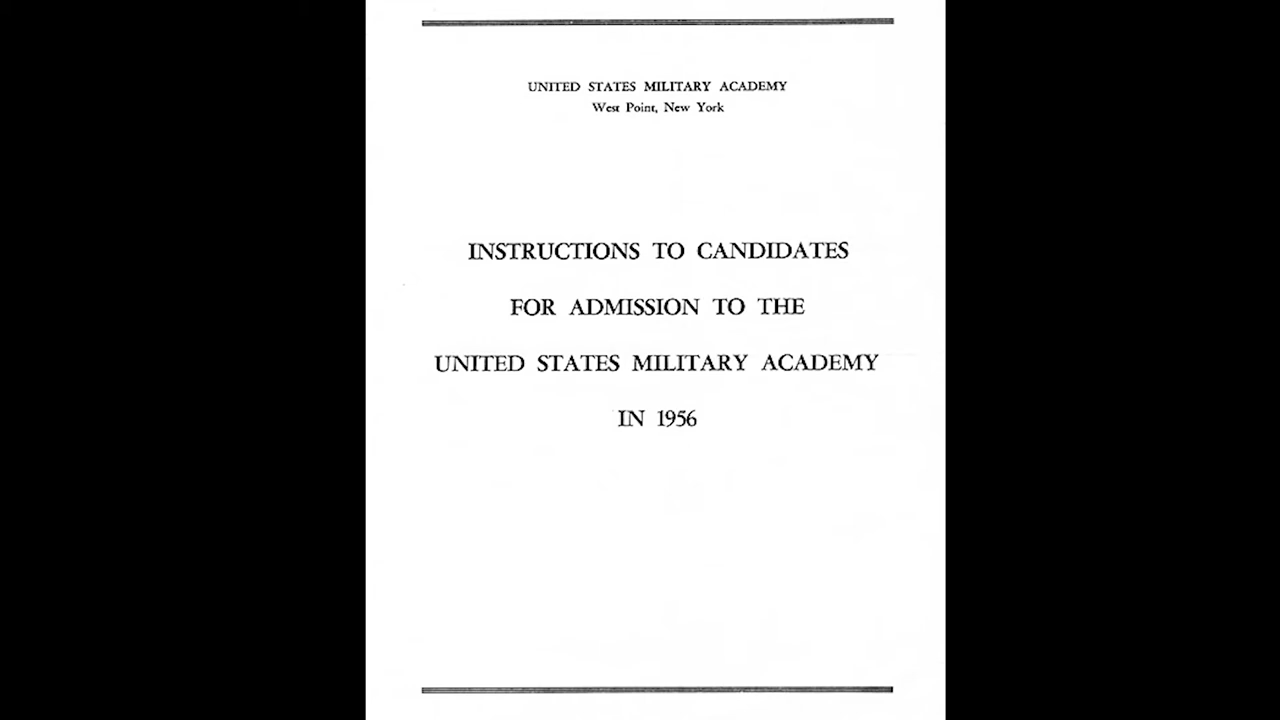 UNITED STATES MILITARY ACADEMY
West Point, New York
INSTRUCTIONS TO CANDIDATES
FOR ADMISSION TO THE
UNITED STATES MILITARY ACADEMY
IN 1956